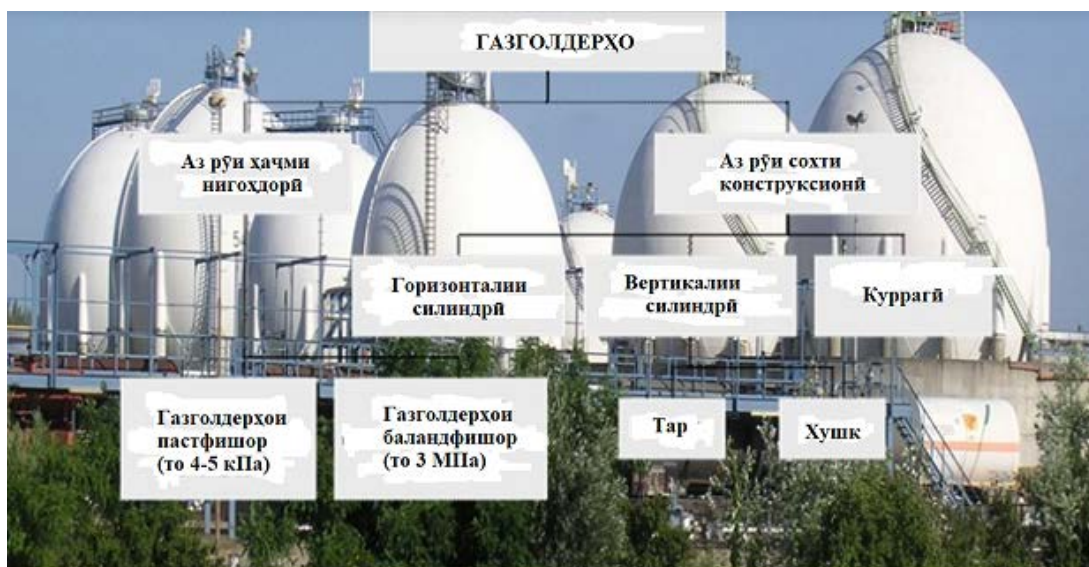 ГАЗГОЛДЕРҲО
Аз рӯи ҳаҷми
нигоҳдорӣ
Аз рӯи сохти
конструксионӣ
Горизонталии
силиндрӣ
Вертикалии
силиндрӣ
Куррагӣ
Газголдерҳои
пастфишор
(то 4-5 кПа)
Газголдерҳои
баландфишор
(то 3 МПа)
Тар
Хушк